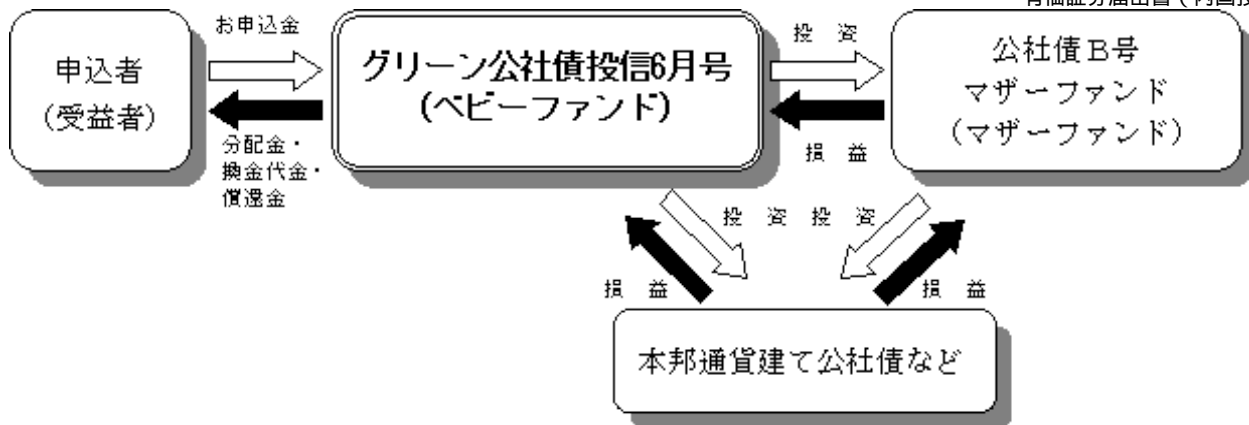 お申込金
申込者
(受益者)
分配金・
換金代金・
償還金
グリーン公社債投信6月号
(ベビーファンド)
投 資
損 益
公社債B号
マザーファンド
(マザーファンド)
投 資 投 資
損 益
損 益
本邦通貨建て公社債など